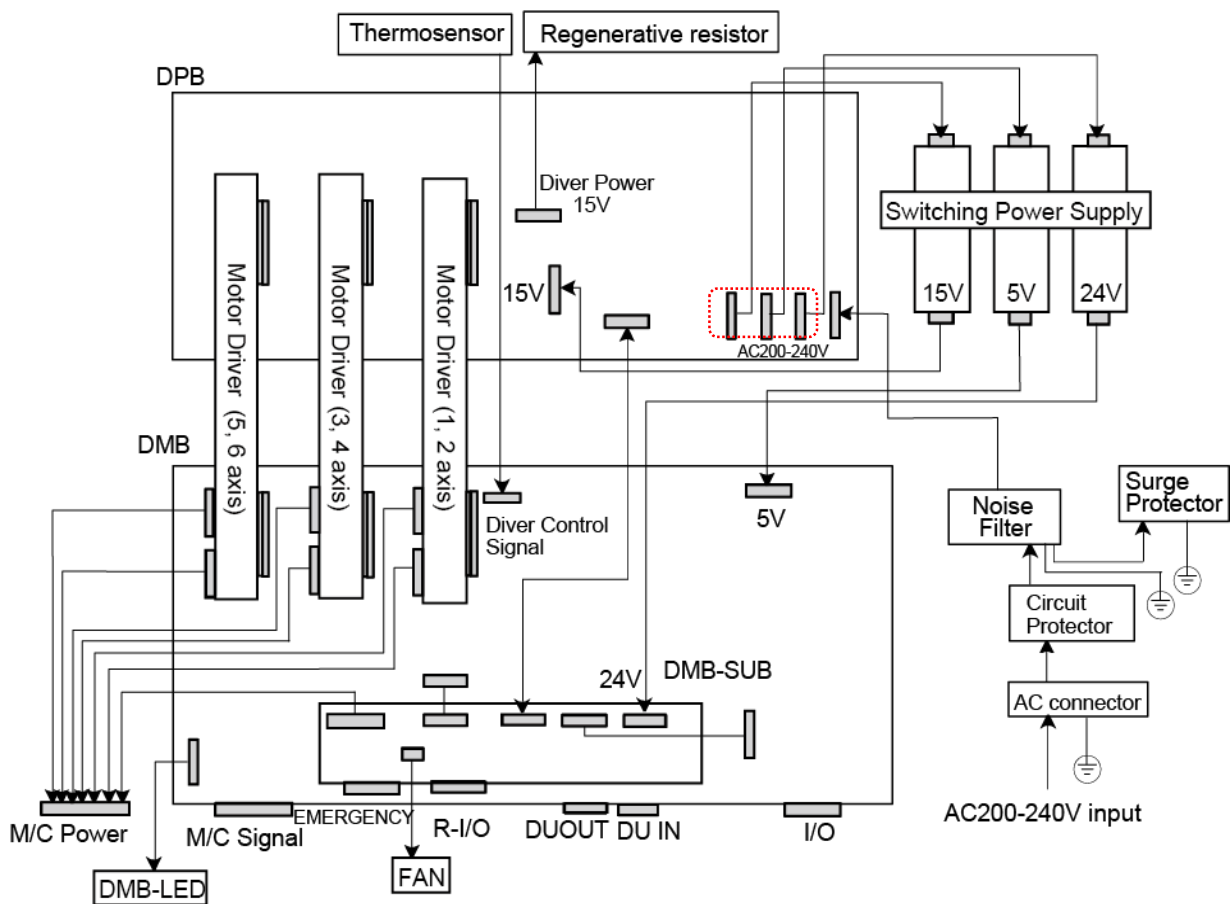 Thermosensor
Regenerative resistor
DPB
Diver Power
15V
15V
AC200-240V
Switching Power Supply
15V
5V
24V
Motor Driver (5, 6 axis)
Motor Driver (3, 4 axis)
Motor Driver (1, 2 axis)
DMB
Diver Control
Signal
5V
Noise
Filter
Surge
Protector
Circuit
Protector
24V
DMB-SUB
AC connector
AC200-240V input
M/C Power
M/C Signal
EMERGENCY
R-I/O
DUOUT
DU IN
I/O
DMB-LED
FAN